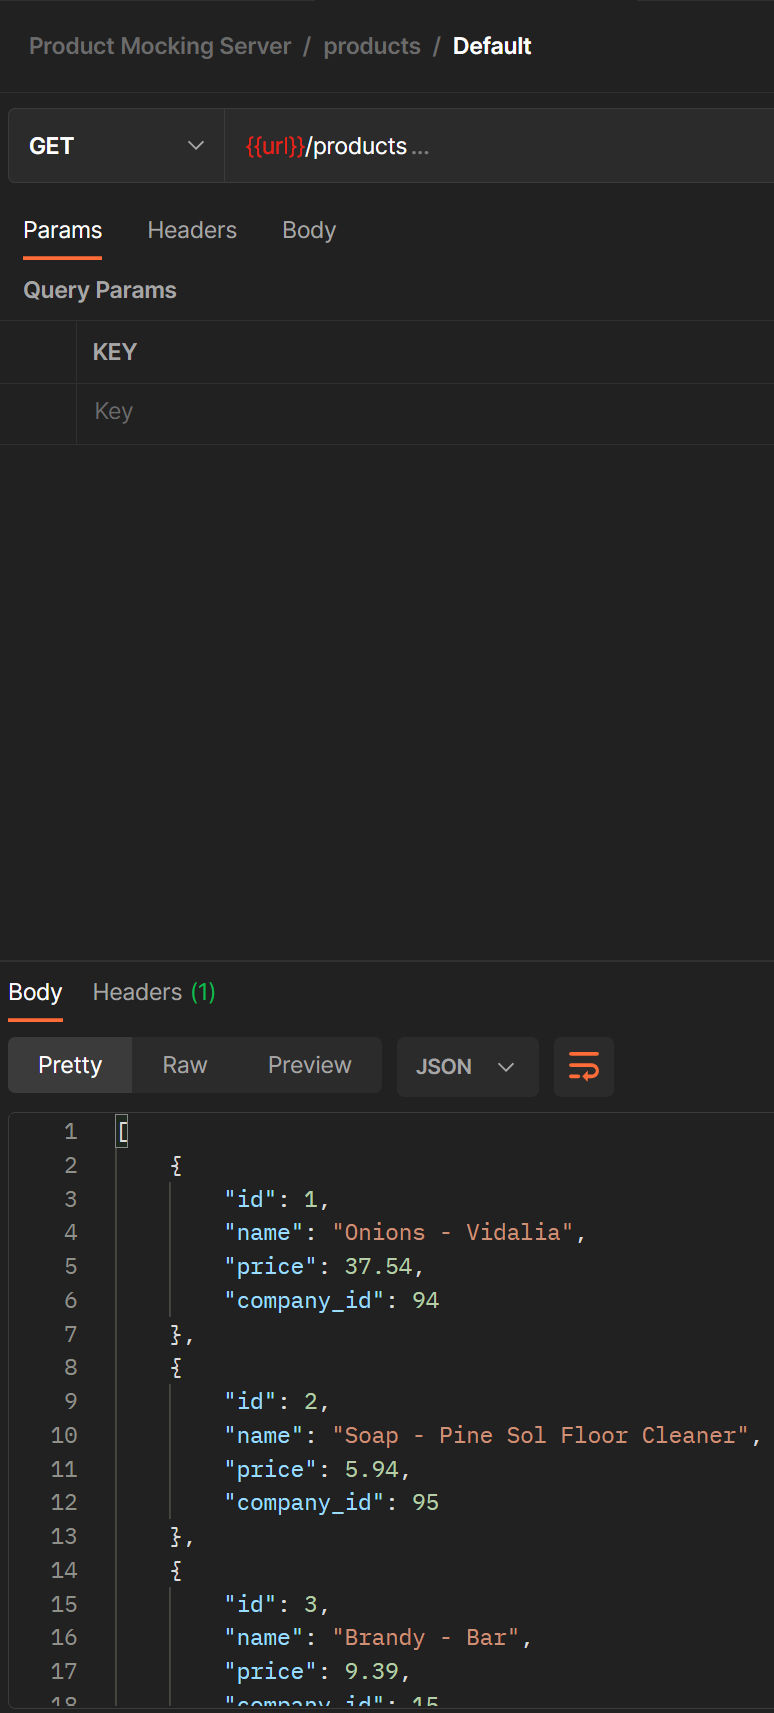 Product Mocking Server / products / Default
GET {{url}}/products ...
Params Headers Body
Query Params
KEY
Key
Body Headers (1)
Pretty Raw Preview JSON
1 [
2 {
3 "id": 1,
4 "name": "Onions - Vidalia",
5 "price": 37.54,
6 "company_id": 94
7 },
8 {
9 "id": 2,
10 "name": "Soap - Pine Sol Floor Cleaner",
11 "price": 5.94,
12 "company_id": 95
13 },
14 {
15 "id": 3,
16 "name": "Brandy - Bar",
17 "price": 9.39,
18 "company_id": 15